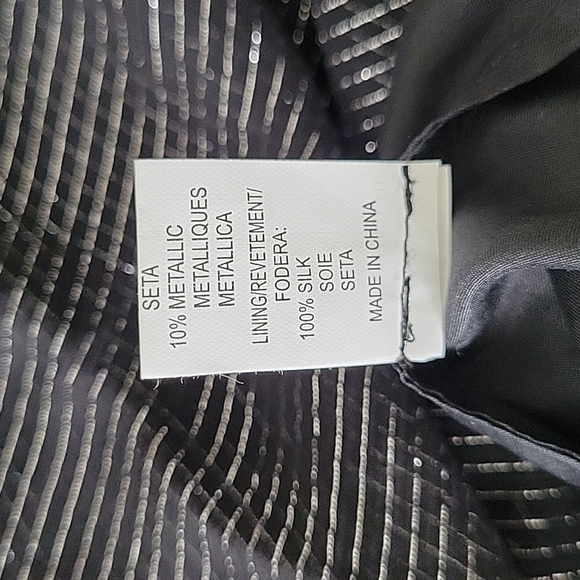 SETA
10% METALLIC
METALLIQUES
METALLICA
LINING/REVETEMENT/
FODERA:
100% SILK
SOIE
SETA
MADE IN CHINA